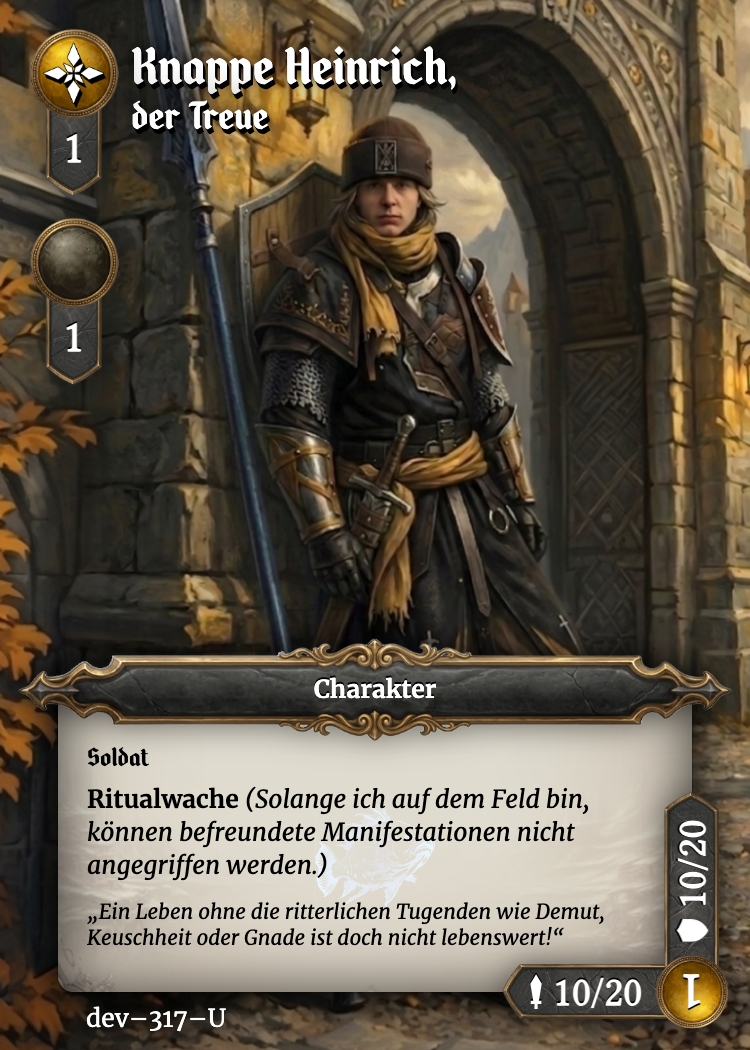 Knappe Heinrich,
der Treue
1
1
Charakter
Soldat
Ritualwache (Solange ich auf dem Feld bin,
können befreundete Manifestationen nicht
angegriffen werden.)
„Ein Leben ohne die ritterlichen Tugenden wie Demut,
Keuschheit oder Gnade ist doch nicht lebenswert!“
10/20
10/20
1
dev–317–U